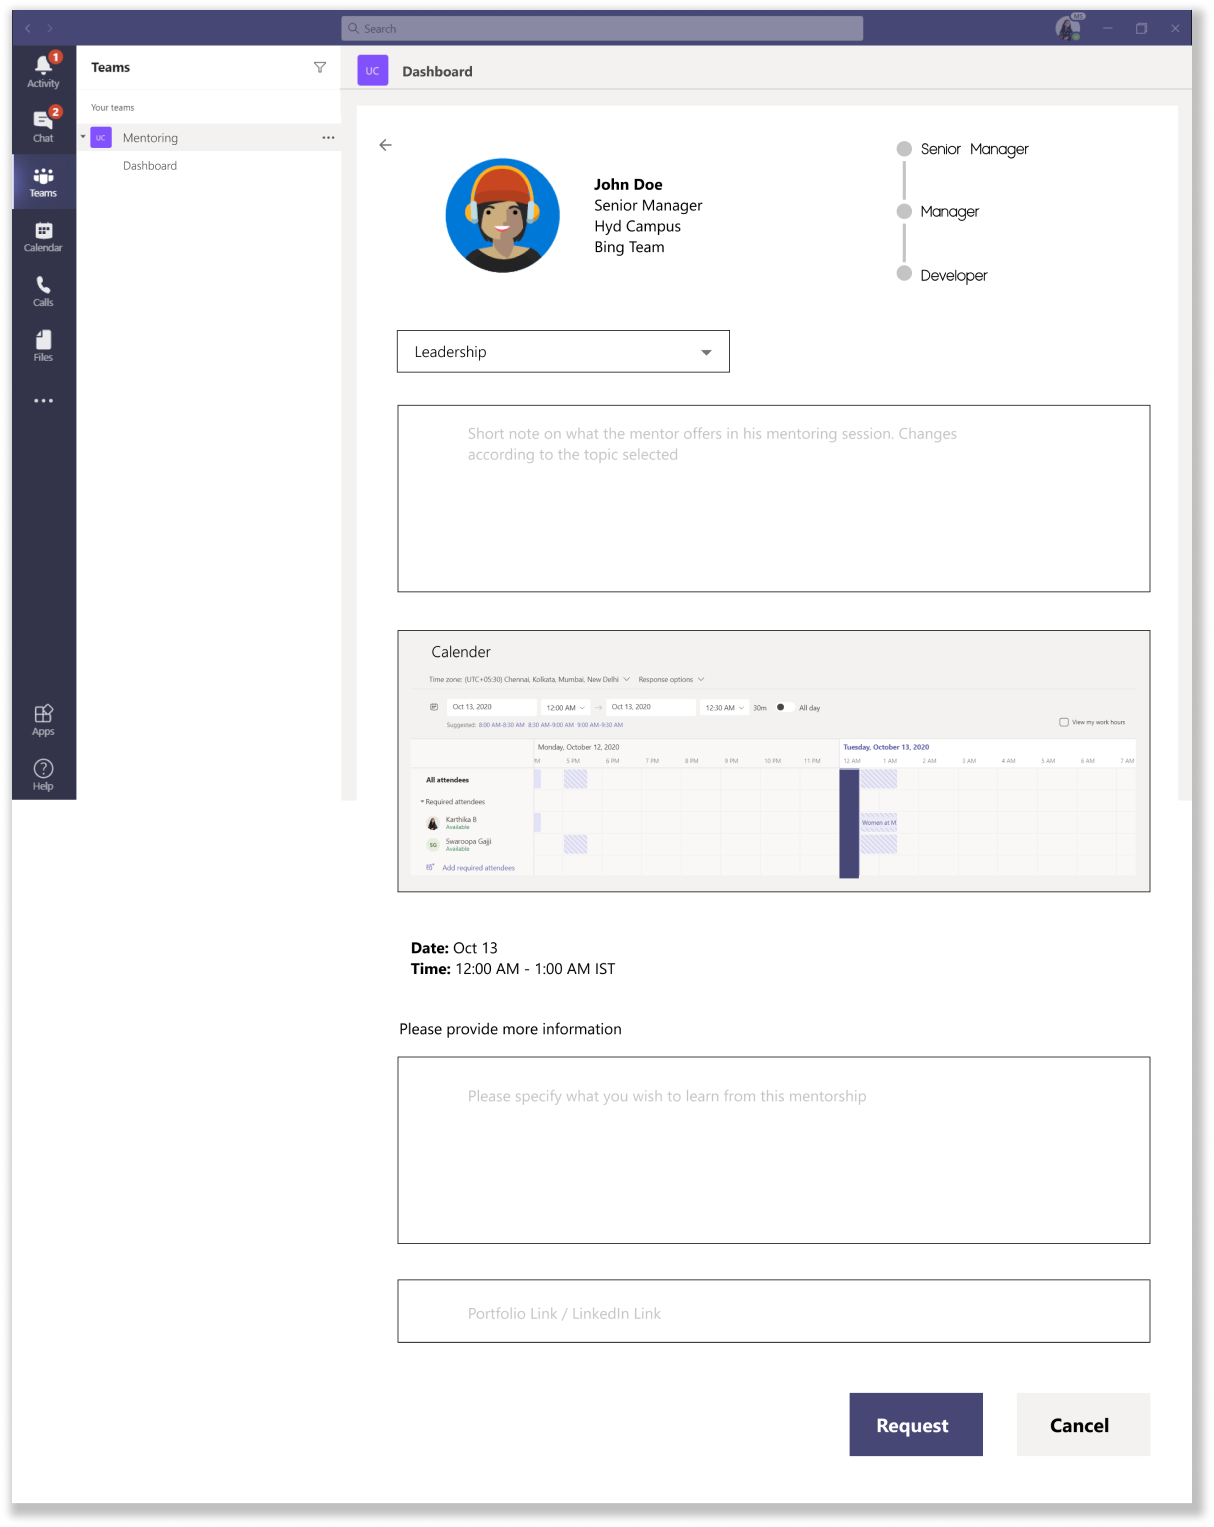 Search
MS
Activity
1
Chat
2
Teams
Calendar
Calls
Files
Apps
Help
Teams
Your teams
UC Mentoring
Dashboard
UC Dashboard
John Doe
Senior Manager
Hyd Campus
Bing Team
Senior Manager
Manager
Developer
Leadership
Short note on what the mentor offers in his mentoring session. Changes
according to the topic selected
Calender
Time zone: (UTC+05:30) Chennai, Kolkata, Mumbai, New Delhi Response options
Oct 13, 2020 12:00 AM → Oct 13, 2020 12:30 AM 30m All day
Suggested: 8:00 AM-8:30 AM 8:30 AM-9:00 AM 9:00 AM-9:30 AM
View my work hours
Monday, October 12, 2020 Tuesday, October 13, 2020
PM 5 PM 6 PM 7 PM 8 PM 9 PM 10 PM 11 PM 12 AM 1 AM 2 AM 3 AM 4 AM 5 AM 6 AM 7 AM
All attendees
Required attendees
Karthika B
Available
Women at M
SG Swaroopa Gajji
Available
Add required attendees
Date: Oct 13
Time: 12:00 AM - 1:00 AM IST
Please provide more information
Please specify what you wish to learn from this mentorship
Portfolio Link / LinkedIn Link
Request Cancel